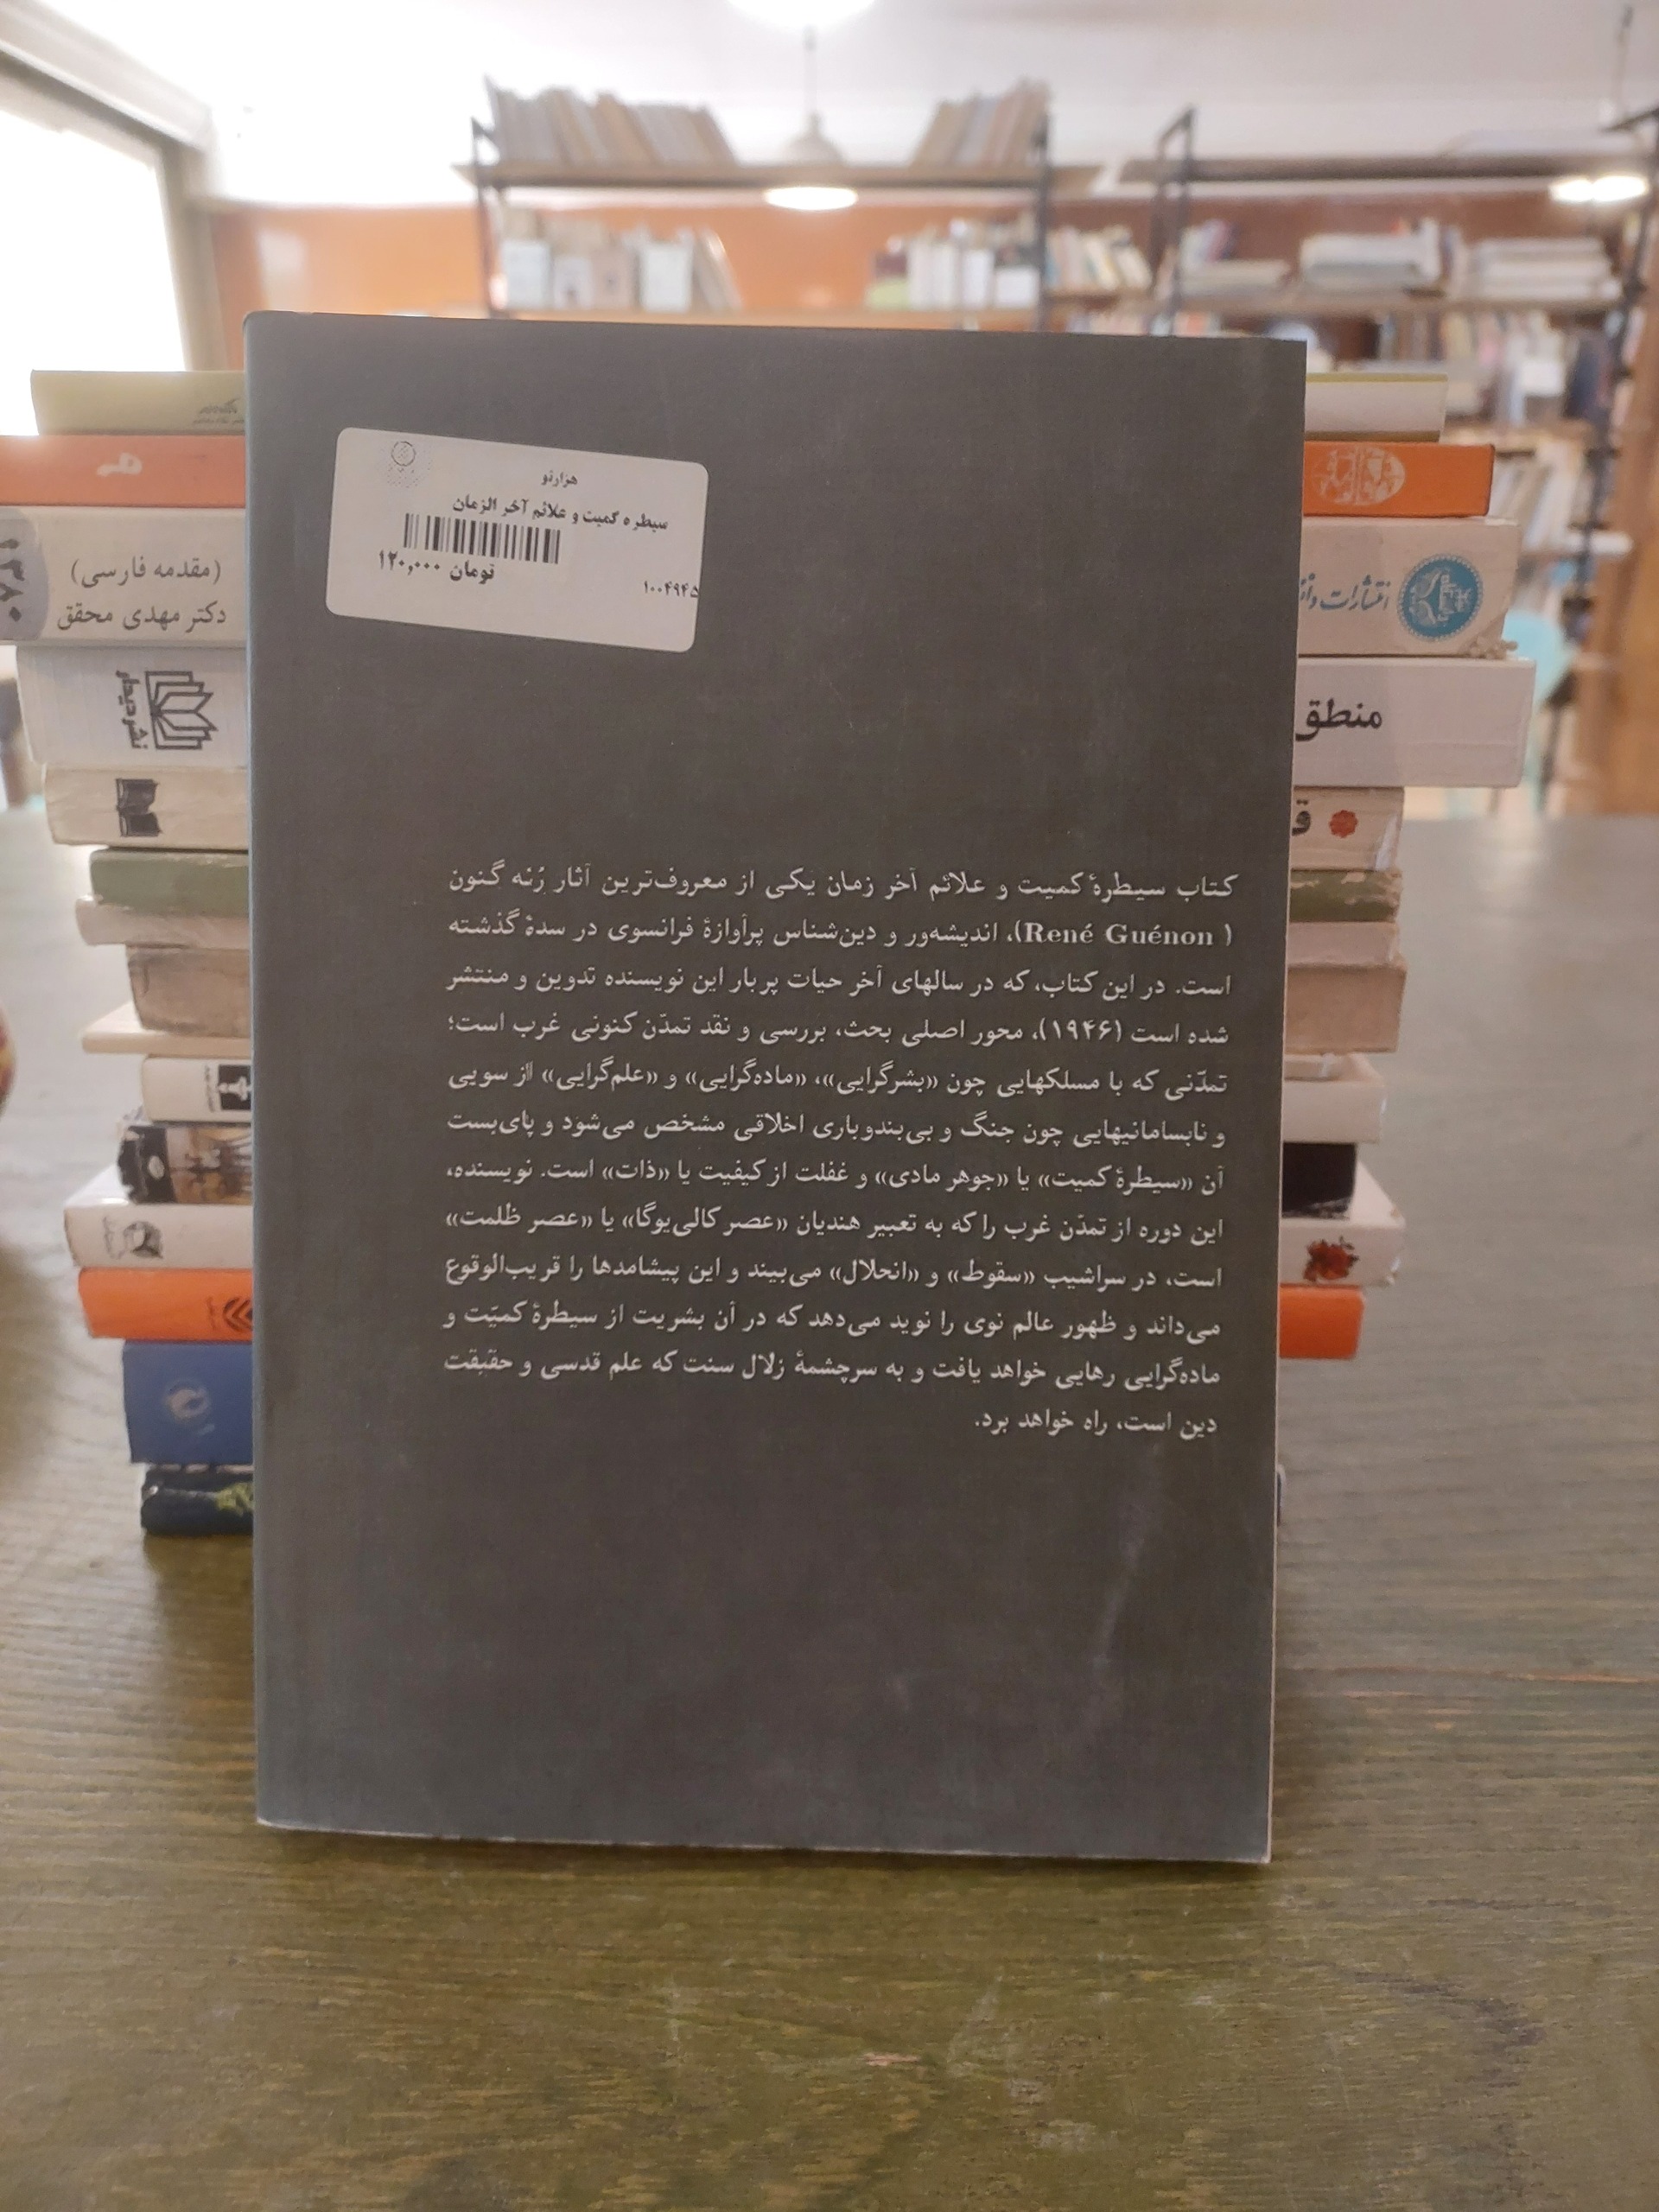 هزارتو
سیطره کمیت و علائم آخر الزمان
۱۲۰,۰۰۰ تومان
۱۰۰۴۹۴۵
کتاب سیطرهٔ کمیت و علائم آخر زمان یکی از معروف‌ترین آثار رُنه گنون
(René Guénon)، اندیشه‌ور و دین‌شناس پرآوازهٔ فرانسوی در سدهٔ گذشته
است. در این کتاب، که در سالهای آخر حیات پربار این نویسنده تدوین و منتشر
شده است (۱۹۴۶)، محور اصلی بحث، بررسی و نقد تمدّن کنونی غرب است؛
تمدّنی که با مسلکهایی چون «بشرگرایی»، «ماده‌گرایی» و «علم‌گرایی» از سویی
و نابسامانیهایی چون جنگ و بی‌بندوباری اخلاقی مشخص می‌شود و پای‌بست
آن «سیطرهٔ کمیت» یا «جوهر مادی» و غفلت از کیفیت یا «ذات» است. نویسنده،
این دوره از تمدّن غرب را که به تعبیر هندیان «عصر کالی‌یوگا» یا «عصر ظلمت»
است، در سراشیب «سقوط» و «انحلال» می‌بیند و این پیشامدها را قریب‌الوقوع
می‌داند و ظهور عالم نوی را نوید می‌دهد که در آن بشریت از سیطرهٔ کمیّت و
ماده‌گرایی رهایی خواهد یافت و به سرچشمهٔ زلال سنت که علم قدسی و حقیقت
دین است، راه خواهد برد.
(مقدمه فارسی)
دکتر مهدی محقق
۱۳۸۰
نشر دیدار
انتشارات
منطق